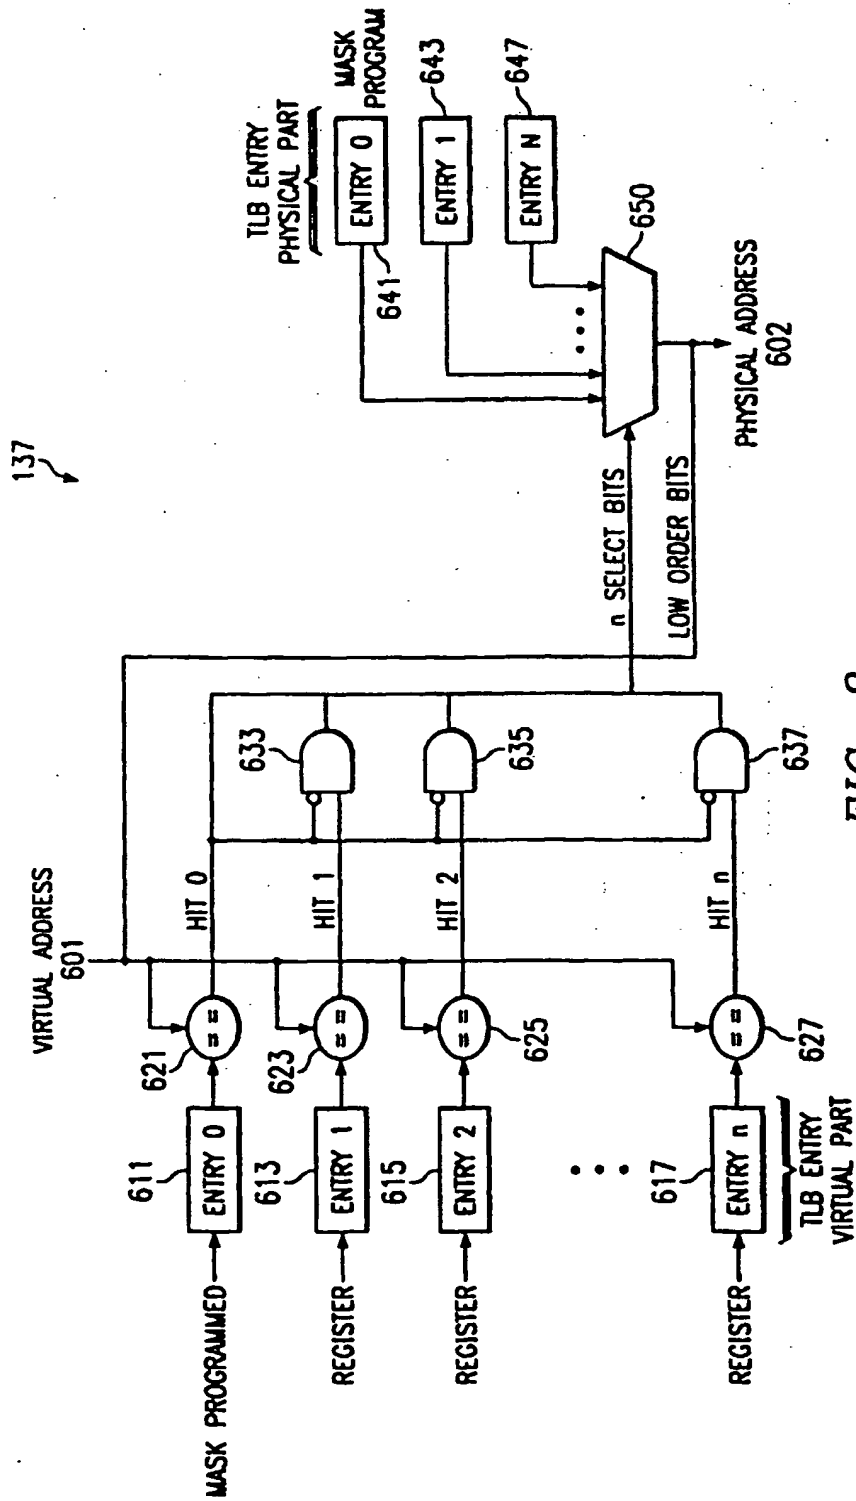 137
VIRTUAL ADDRESS
601
MASK PROGRAMMED
611
ENTRY 0
621
= =
HIT 0
REGISTER
613
ENTRY 1
623
= =
HIT 1
633
REGISTER
615
ENTRY 2
625
= =
HIT 2
635
REGISTER
617
ENTRY n
627
= =
HIT n
637
TLB ENTRY
VIRTUAL PART
n SELECT BITS
LOW ORDER BITS
TLB ENTRY
PHYSICAL PART
ENTRY 0
MASK
PROGRAM
641
ENTRY 1
643
ENTRY N
647
650
PHYSICAL ADDRESS
602
FIG.